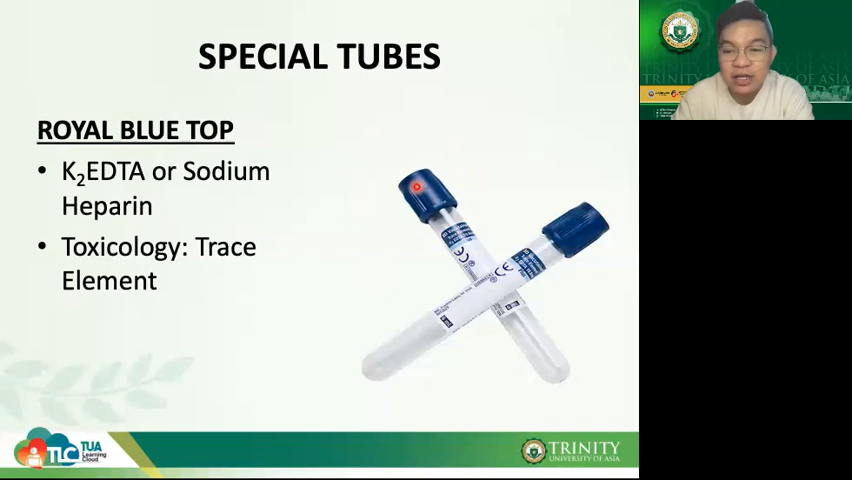 SPECIAL TUBES
ROYAL BLUE TOP
• K₂EDTA or Sodium
Heparin
• Toxicology: Trace
Element
TLC
TUA
Learning
Cloud
TRINITY
UNIVERSITY OF ASIA